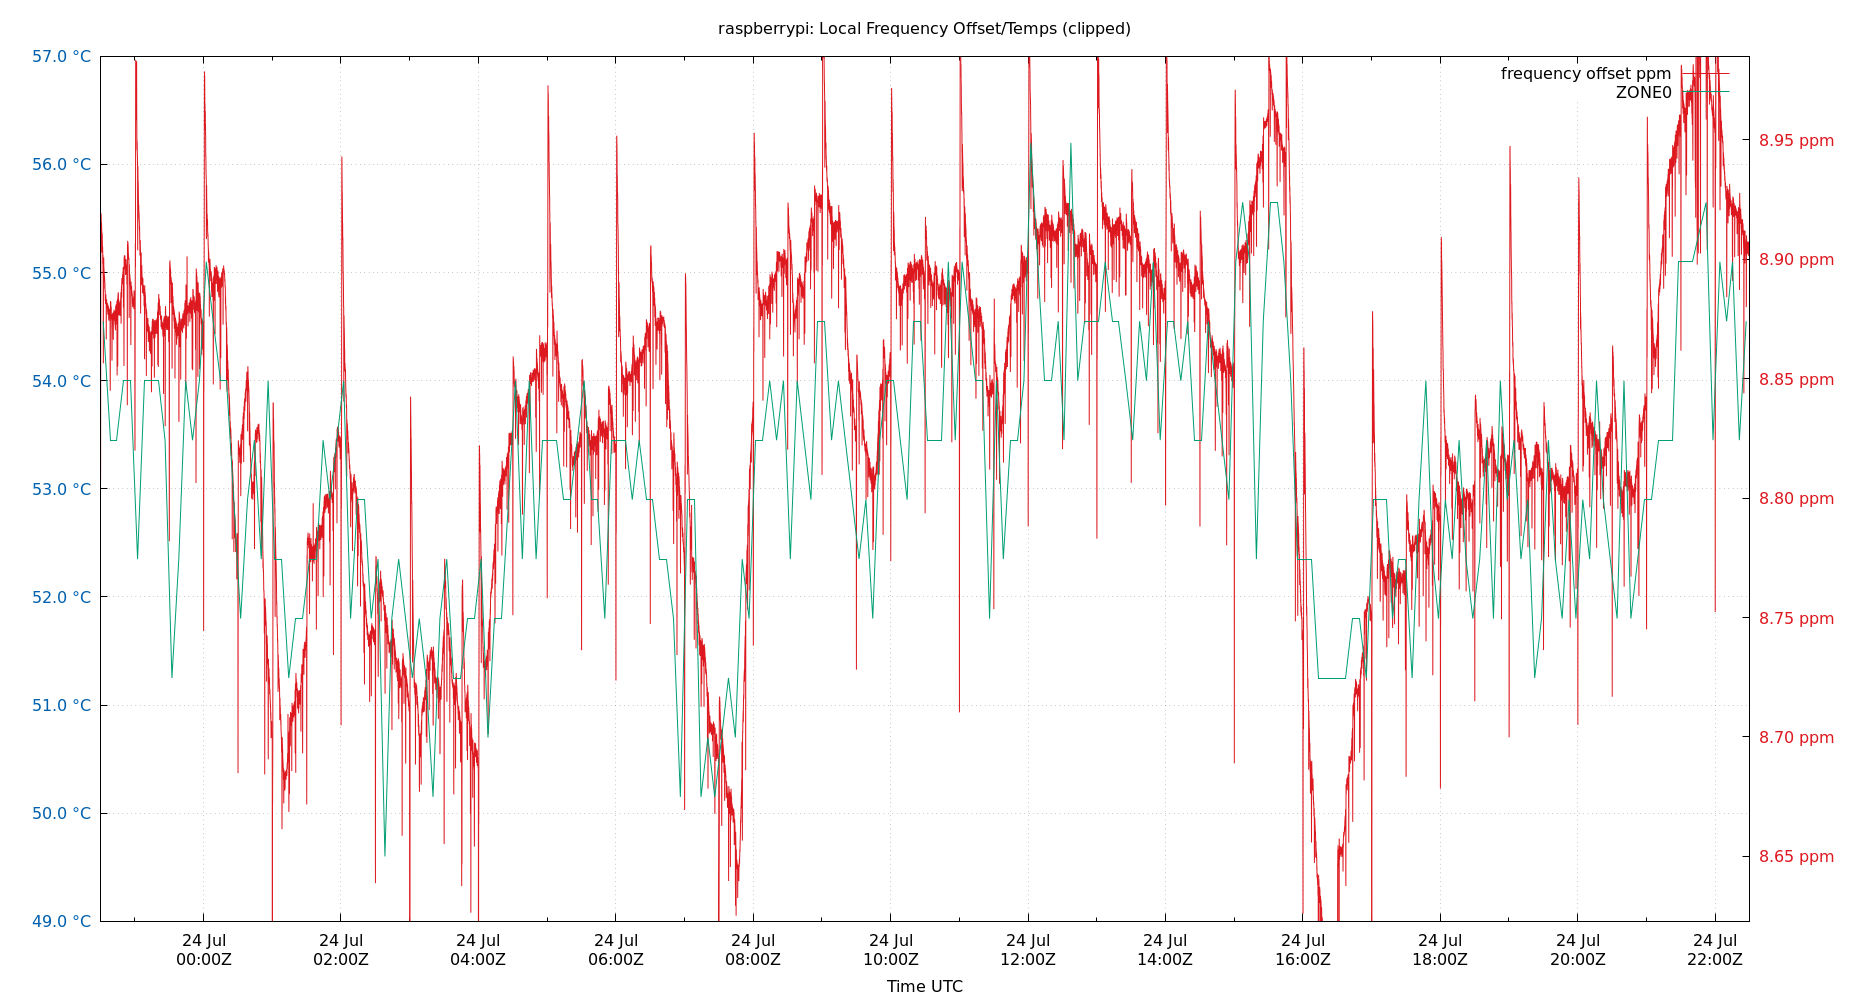 raspberrypi: Local Frequency Offset/Temps (clipped)
57.0 °C
56.0 °C
55.0 °C
54.0 °C
53.0 °C
52.0 °C
51.0 °C
50.0 °C
49.0 °C
frequency offset ppm
ZONE0
8.95 ppm
8.90 ppm
8.85 ppm
8.80 ppm
8.75 ppm
8.70 ppm
8.65 ppm
24 Jul 24 Jul 24 Jul 24 Jul 24 Jul 24 Jul 24 Jul 24 Jul 24 Jul 24 Jul 24 Jul 24 Jul
00:00Z 02:00Z 04:00Z 06:00Z 08:00Z 10:00Z 12:00Z 14:00Z 16:00Z 18:00Z 20:00Z 22:00Z
Time UTC